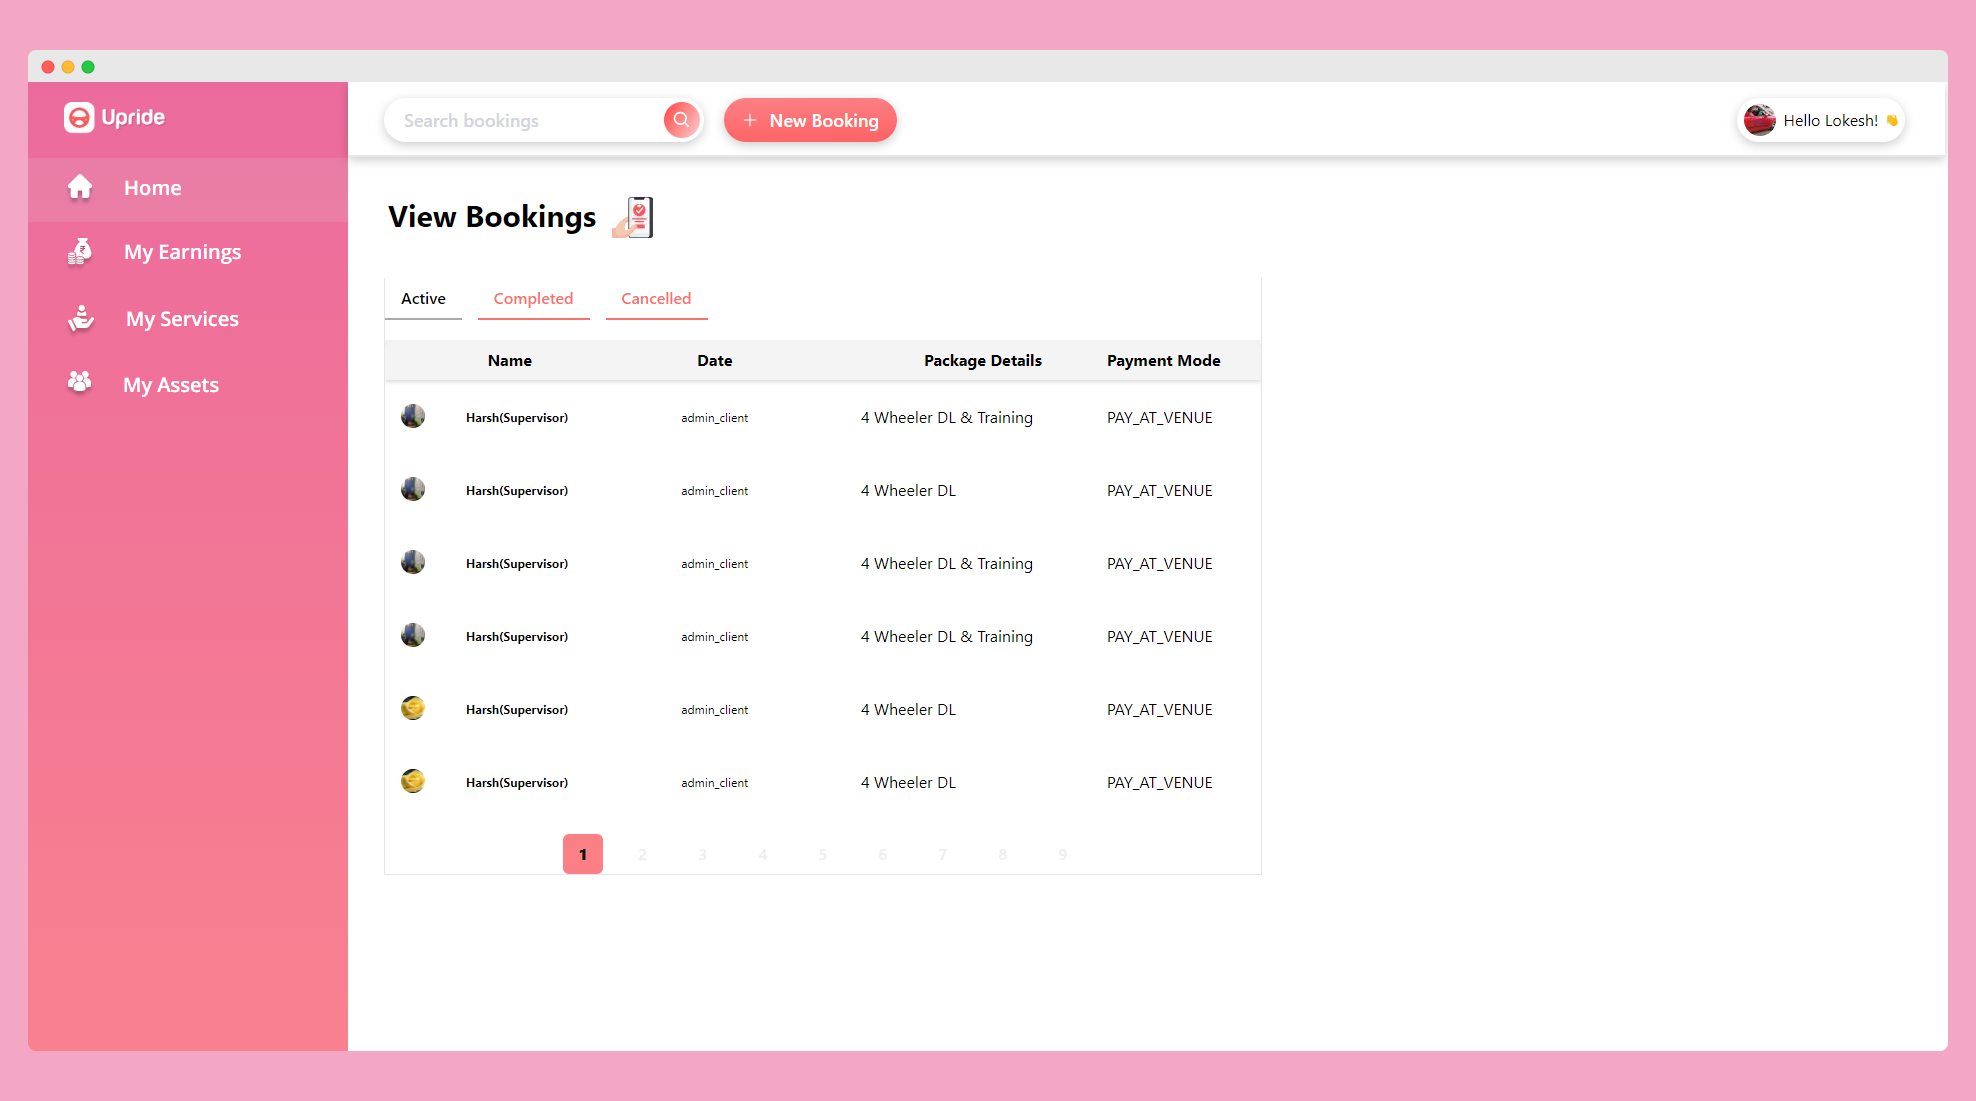 Upride
Search bookings
New Booking
Hello Lokesh! 👏
Home
My Earnings
My Services
My Assets
View Bookings
Active Completed Cancelled
Name Date Package Details Payment Mode
Harsh(Supervisor) admin_client 4 Wheeler DL & Training PAY_AT_VENUE
Harsh(Supervisor) admin_client 4 Wheeler DL PAY_AT_VENUE
Harsh(Supervisor) admin_client 4 Wheeler DL & Training PAY_AT_VENUE
Harsh(Supervisor) admin_client 4 Wheeler DL & Training PAY_AT_VENUE
Harsh(Supervisor) admin_client 4 Wheeler DL PAY_AT_VENUE
Harsh(Supervisor) admin_client 4 Wheeler DL PAY_AT_VENUE
1 2 3 4 5 6 7 8 9